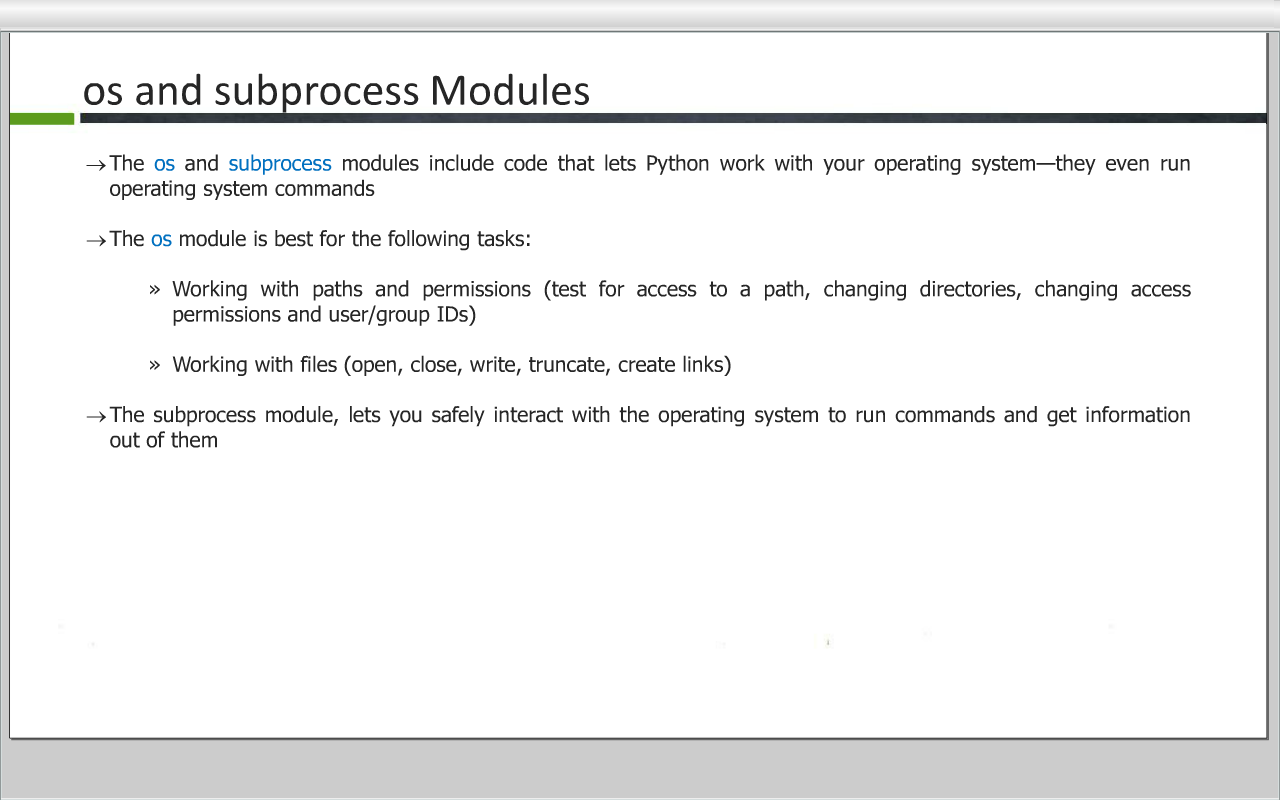 os and subprocess Modules
→The os and subprocess modules include code that lets Python work with your operating system—they even run
operating system commands
→The os module is best for the following tasks:
» Working with paths and permissions (test for access to a path, changing directories, changing access
permissions and user/group IDs)
» Working with files (open, close, write, truncate, create links)
→The subprocess module, lets you safely interact with the operating system to run commands and get information
out of them